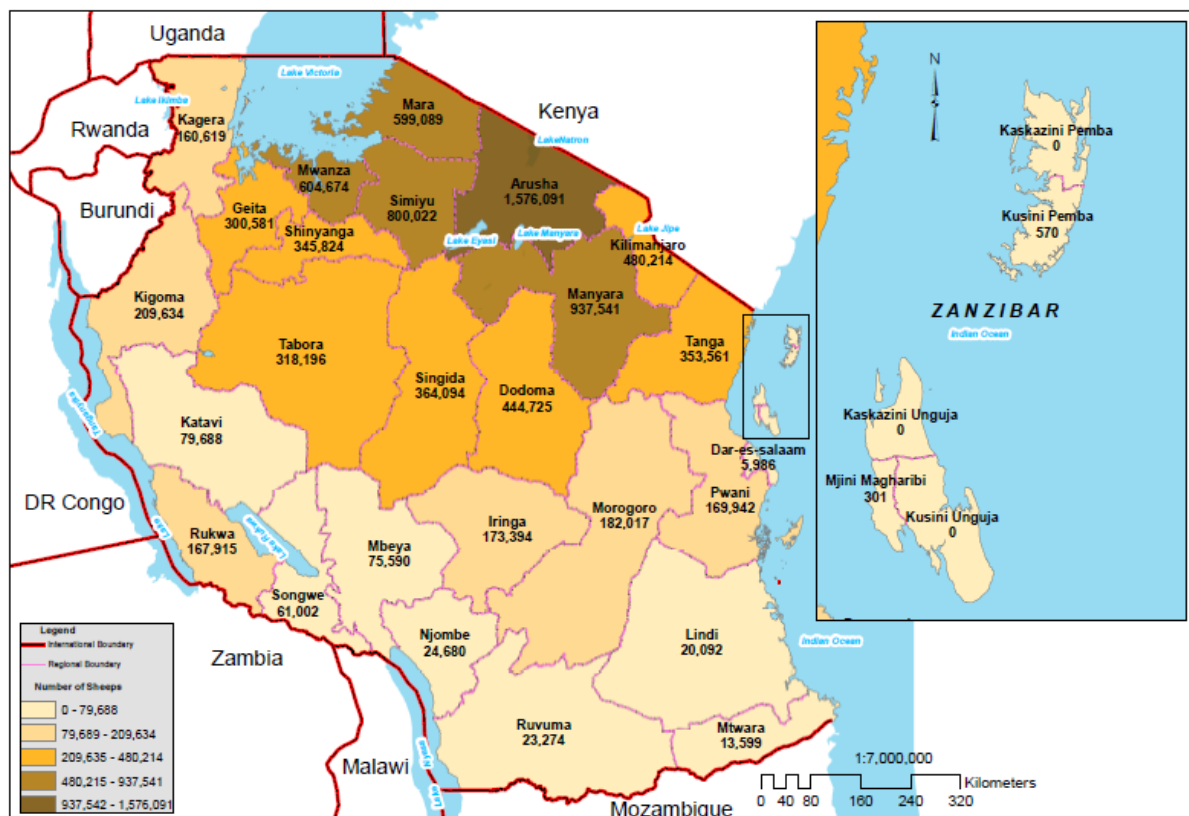 Uganda
Lake Victoria
Lake Ikimba
Rwanda
Kagera
160,619
Mara
599,089
Kenya
LakeNatron
Burundi
Mwanza
604,674
Arusha
1,576,091
Simiyu
800,022
Geita
300,581
Shinyanga
345,824
Lake Eyasi
Lake Manyara
Lake Jipe
Kilimanjaro
480,214
Kigoma
209,634
Manyara
937,541
Tabora
318,196
Singida
364,094
Dodoma
444,725
Tanga
353,561
Katavi
79,688
Lake Tanganyika
Dar-es-salaam
5,986
DR Congo
Pwani
169,942
Morogoro
182,017
Iringa
173,394
Rukwa
167,915
Lake Rukwa
Mbeya
75,590
Songwe
61,002
Njombe
24,680
Lindi
20,092
Indian Ocean
Zambia
Ruvuma
23,274
Mtwara
13,599
Malawi
Lake Nyasa
Mozambique
N
Kaskazini Pemba
0
Kusini Pemba
570
ZANZIBAR
Indian Ocean
Kaskazini Unguja
0
Mjini Magharibi
301
Kusini Unguja
0
Legend
International Boundary
Regional Boundary
Number of Sheeps
0 - 79,688
79,689 - 209,634
209,635 - 480,214
480,215 - 937,541
937,542 - 1,576,091
1:7,000,000
Kilometers
0 40 80 160 240 320